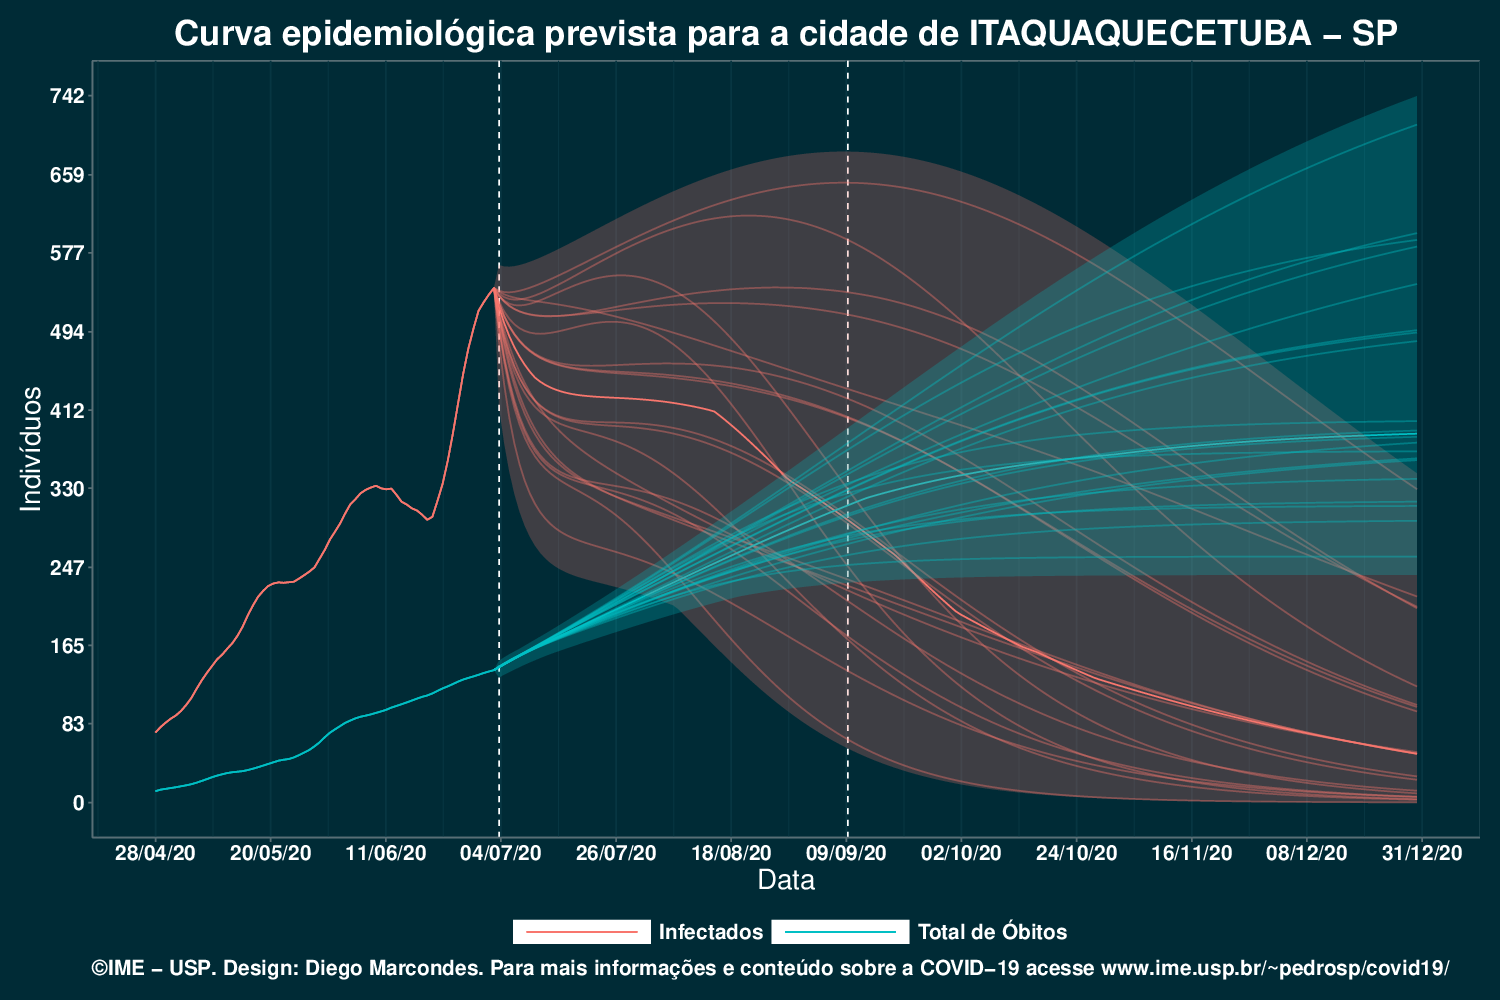 Curva epidemiológica prevista para a cidade de ITAQUAQUECETUBA – SP
742
659
577
494
412
330
247
165
83
0
Indivíduos
28/04/20 20/05/20 11/06/20 04/07/20 26/07/20 18/08/20 09/09/20 02/10/20 24/10/20 16/11/20 08/12/20 31/12/20
Data
Infectados Total de Óbitos
©IME – USP. Design: Diego Marcondes. Para mais informações e conteúdo sobre a COVID–19 acesse www.ime.usp.br/~pedrosp/covid19/